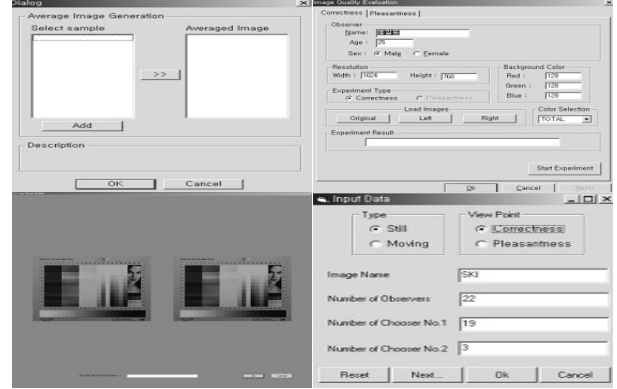 Dialog
Average Image Generation
Select sample
Averaged Image
>>
Add
Description
OK
Cancel
Image Quality Evaluation
Correctness
Pleasantness
Observer
Name:
Age : 25
Sex : Male
Female
Resolution
Width : 1024
Height : 768
Background Color
Red : 128
Green : 128
Blue : 128
Experiment Type
Correctness
Pleasantness
Load Images
Original
Left
Right
Color Selection
TOTAL
Experiment Result
Start Experiment
Ok
Cancel
Apply
Input Data
Type
Still
Moving
View Point
Correctness
Pleasantness
Image Name SKI
Number of Observers 22
Number of Chooser No.1 19
Number of Chooser No.2 3
Reset
Next...
Ok
Cancel